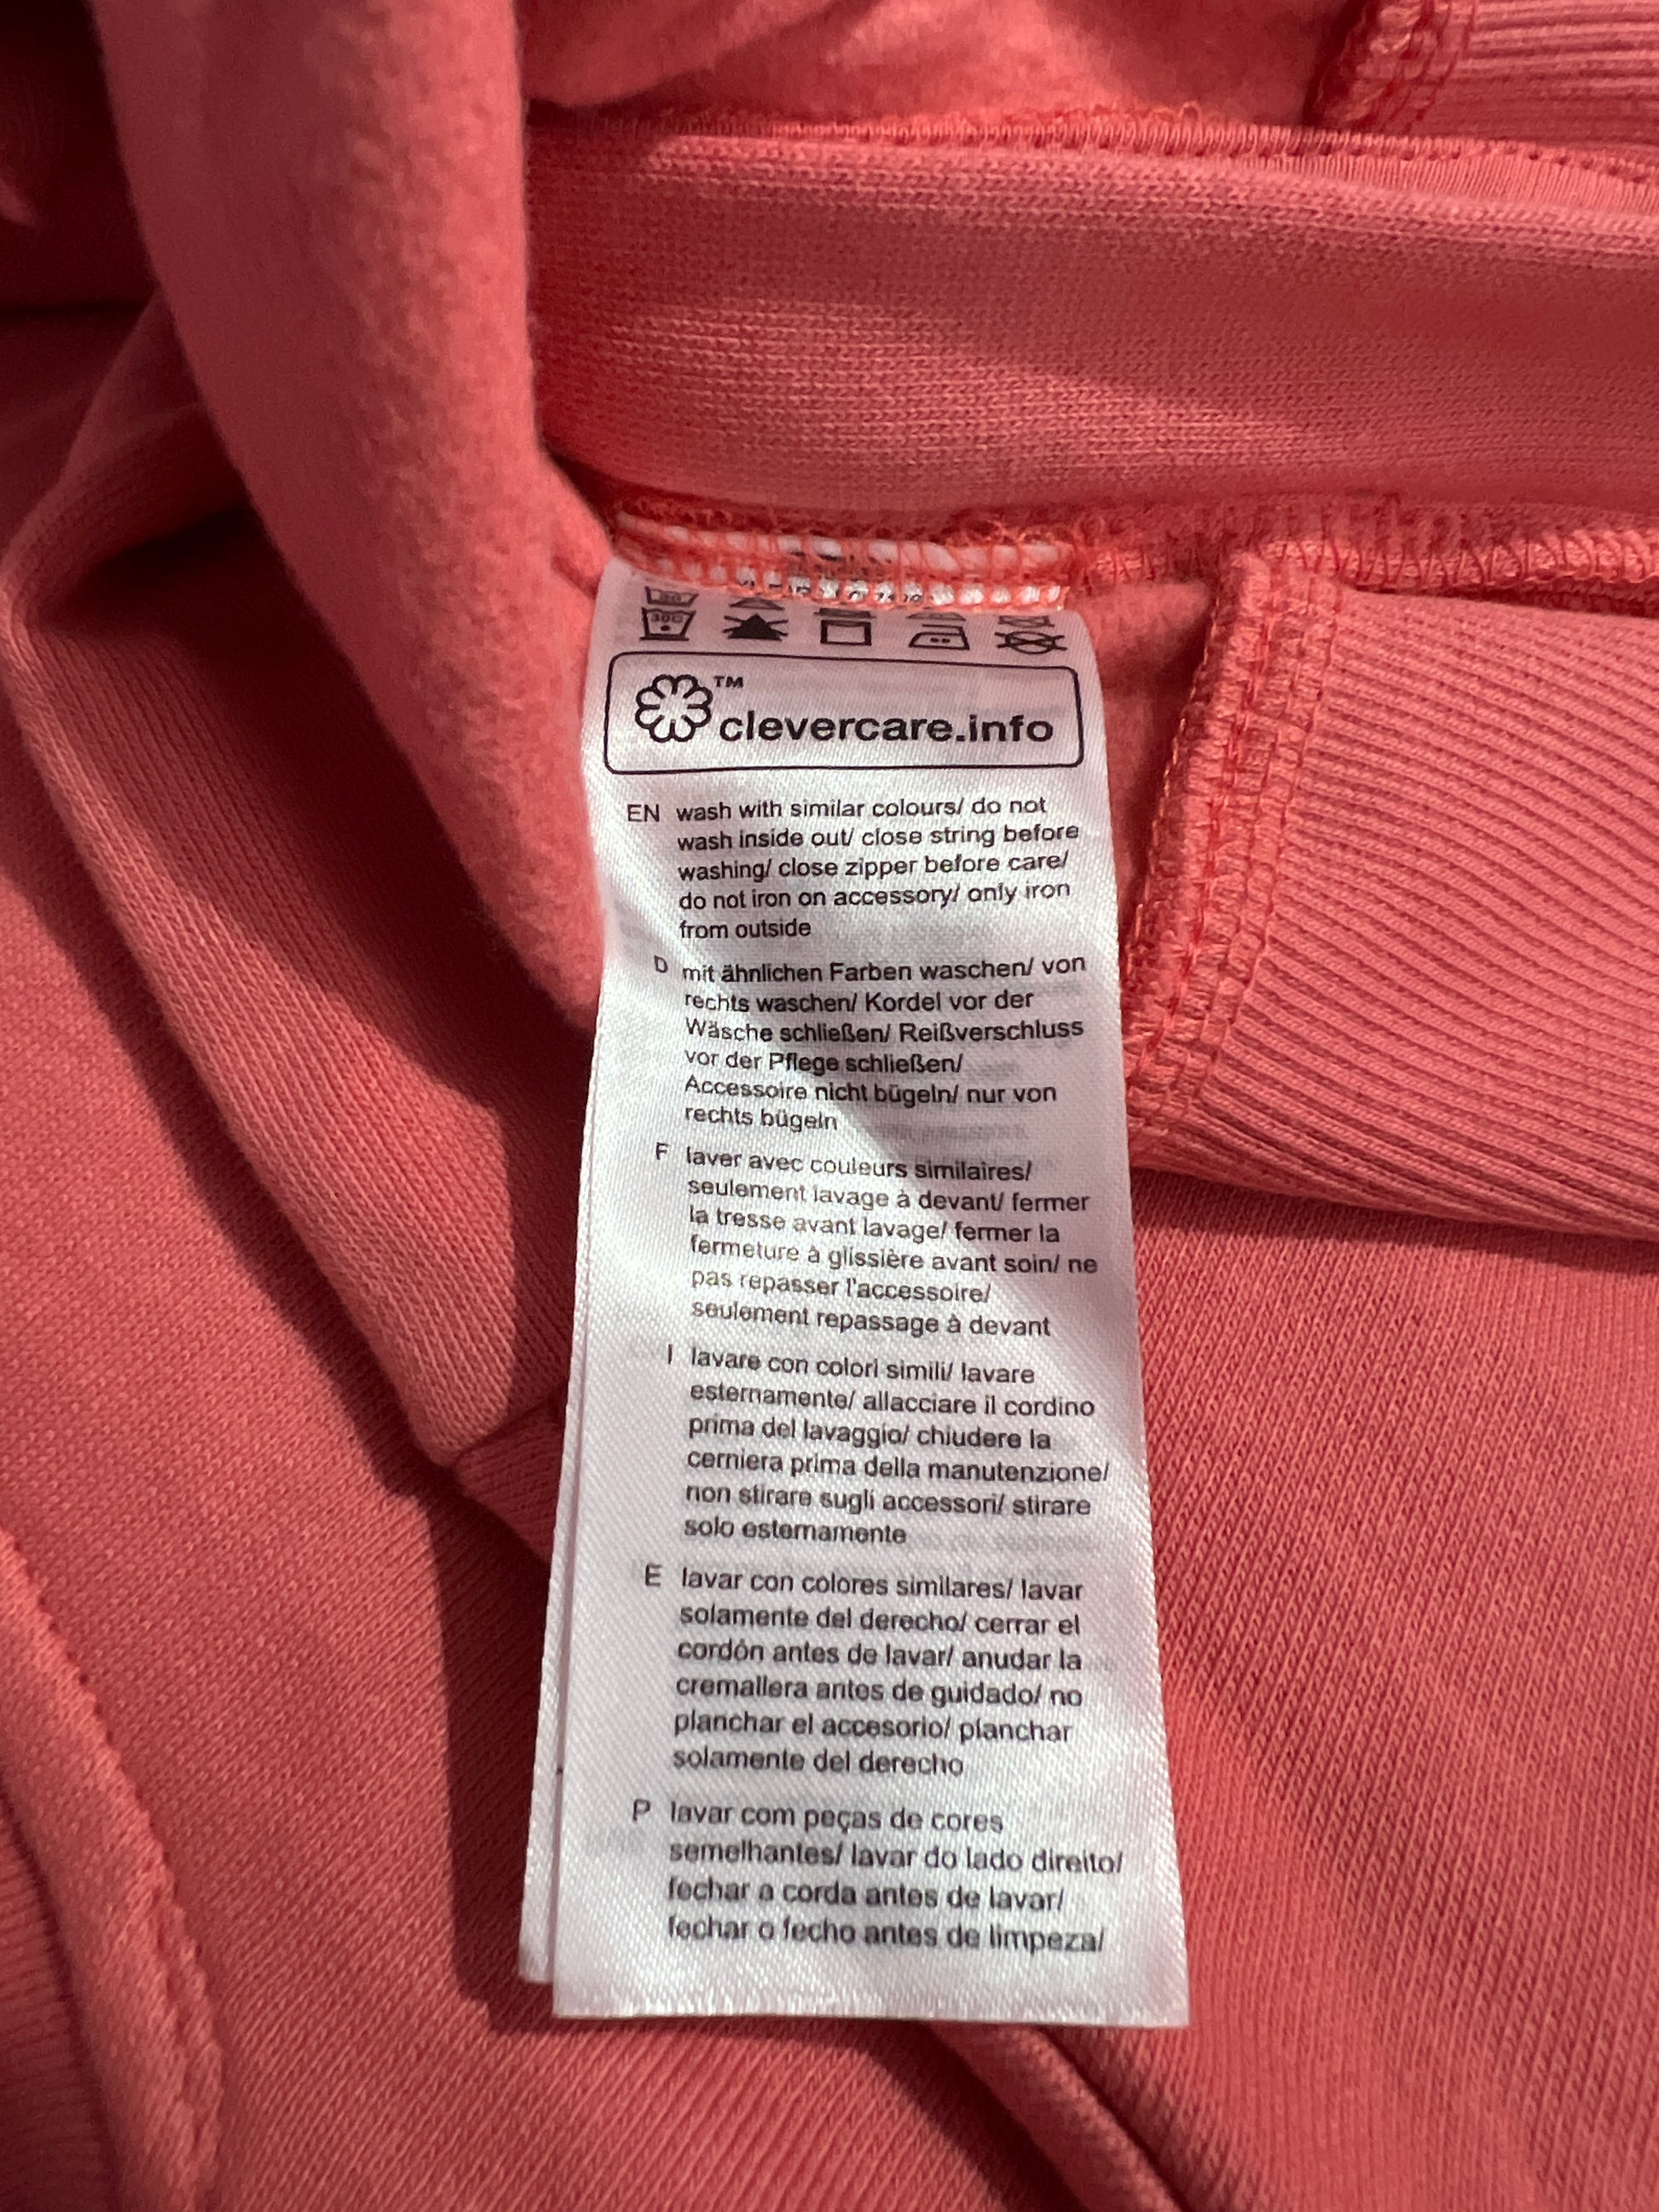 30C
TM
clevercare.info
EN wash with similar colours/ do not
wash inside out/ close string before
washing/ close zipper before care/
do not iron on accessory/ only iron
from outside
D mit ähnlichen Farben waschen/ von
rechts waschen/ Kordel vor der
Wäsche schließen/ Reißverschluss
vor der Pflege schließen/
Accessoire nicht bügeln/ nur von
rechts bügeln
F laver avec couleurs similaires/
seulement lavage à devant/ fermer
la tresse avant lavage/ fermer la
fermeture à glissière avant soin/ ne
pas repasser l'accessoire/
seulement repassage à devant
I lavare con colori simili/ lavare
esternamente/ allacciare il cordino
prima del lavaggio/ chiudere la
cerniera prima della manutenzione/
non stirare sugli accessori/ stirare
solo esternamente
E lavar con colores similares/ lavar
solamente del derecho/ cerrar el
cordón antes de lavar/ anudar la
cremallera antes de guidado/ no
planchar el accesorio/ planchar
solamente del derecho
P lavar com peças de cores
semelhantes/ lavar do lado direito/
fechar a corda antes de lavar/
fechar o fecho antes de limpeza/